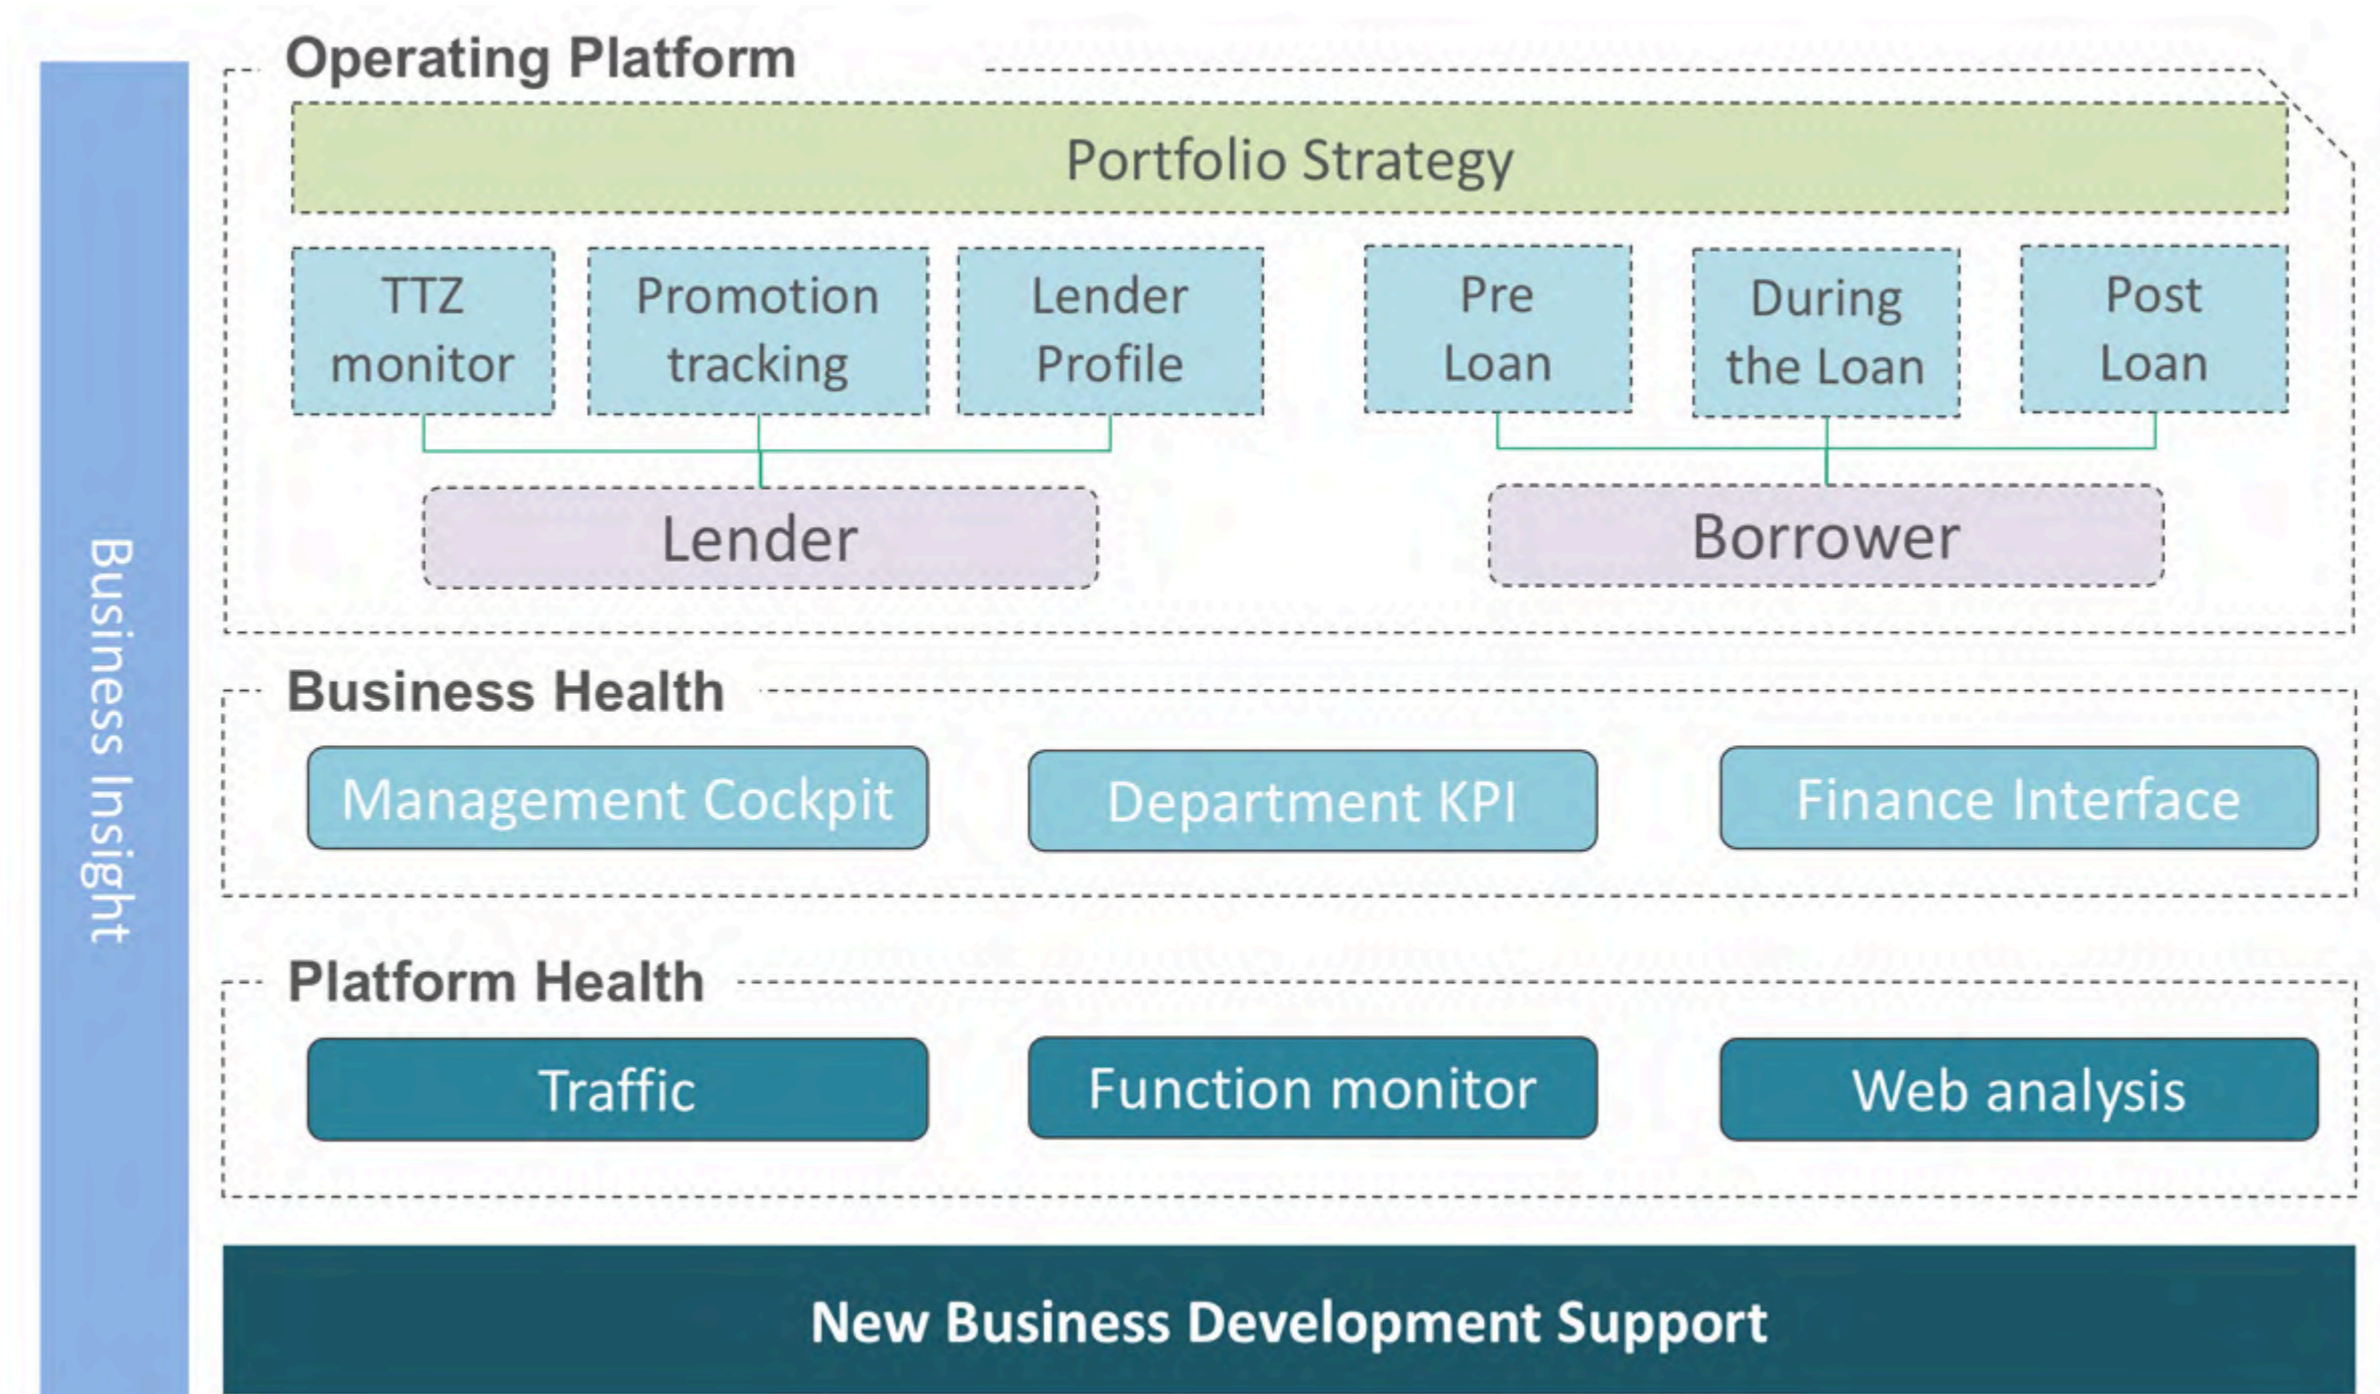 Business Insight
Operating Platform
Portfolio Strategy
TTZ
monitor
Promotion
tracking
Lender
Profile
Pre
Loan
During
the Loan
Post
Loan
Lender
Borrower
Business Health
Management Cockpit
Department KPI
Finance Interface
Platform Health
Traffic
Function monitor
Web analysis
New Business Development Support